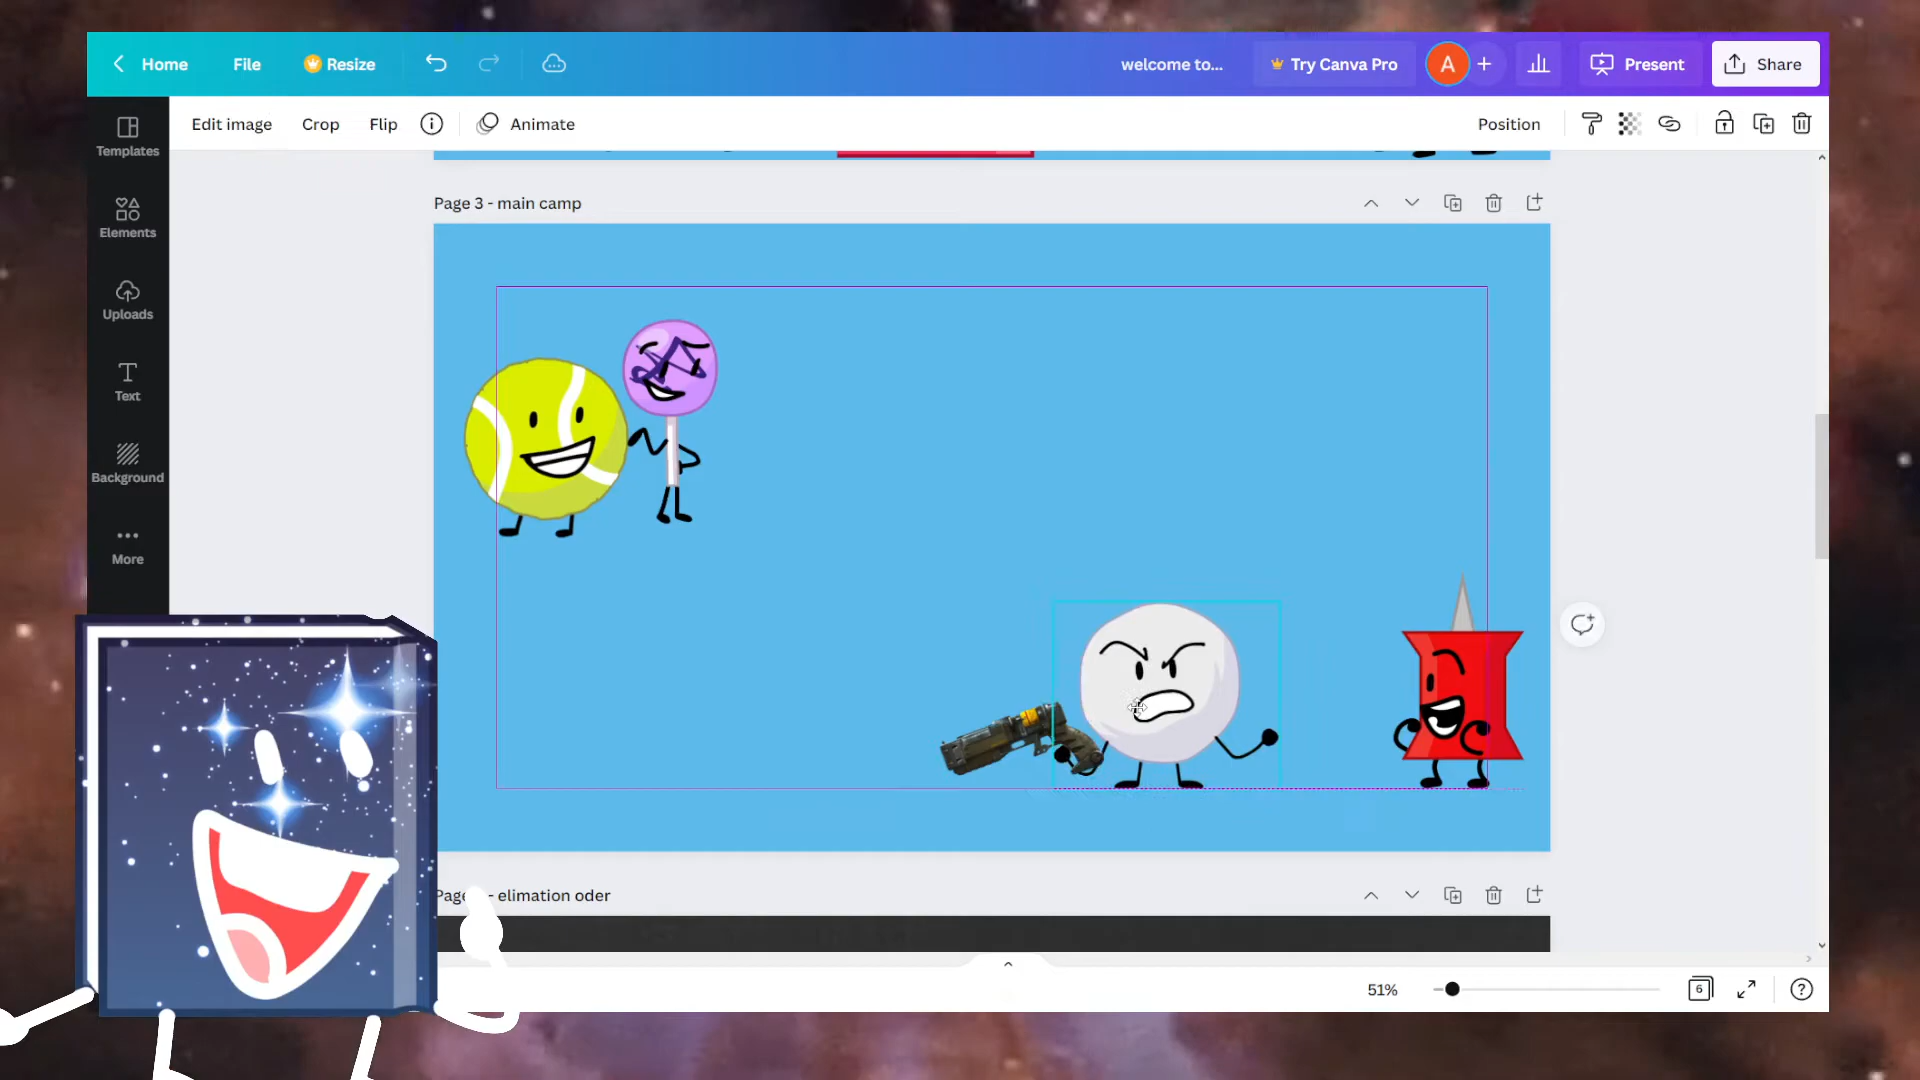 Home File Resize welcome to... Try Canva Pro A Present Share
Edit image Crop Flip Animate Position
Templates
Elements
Uploads
Text
Background
More
Page 3 - main camp
Page - elimation oder
51% 6